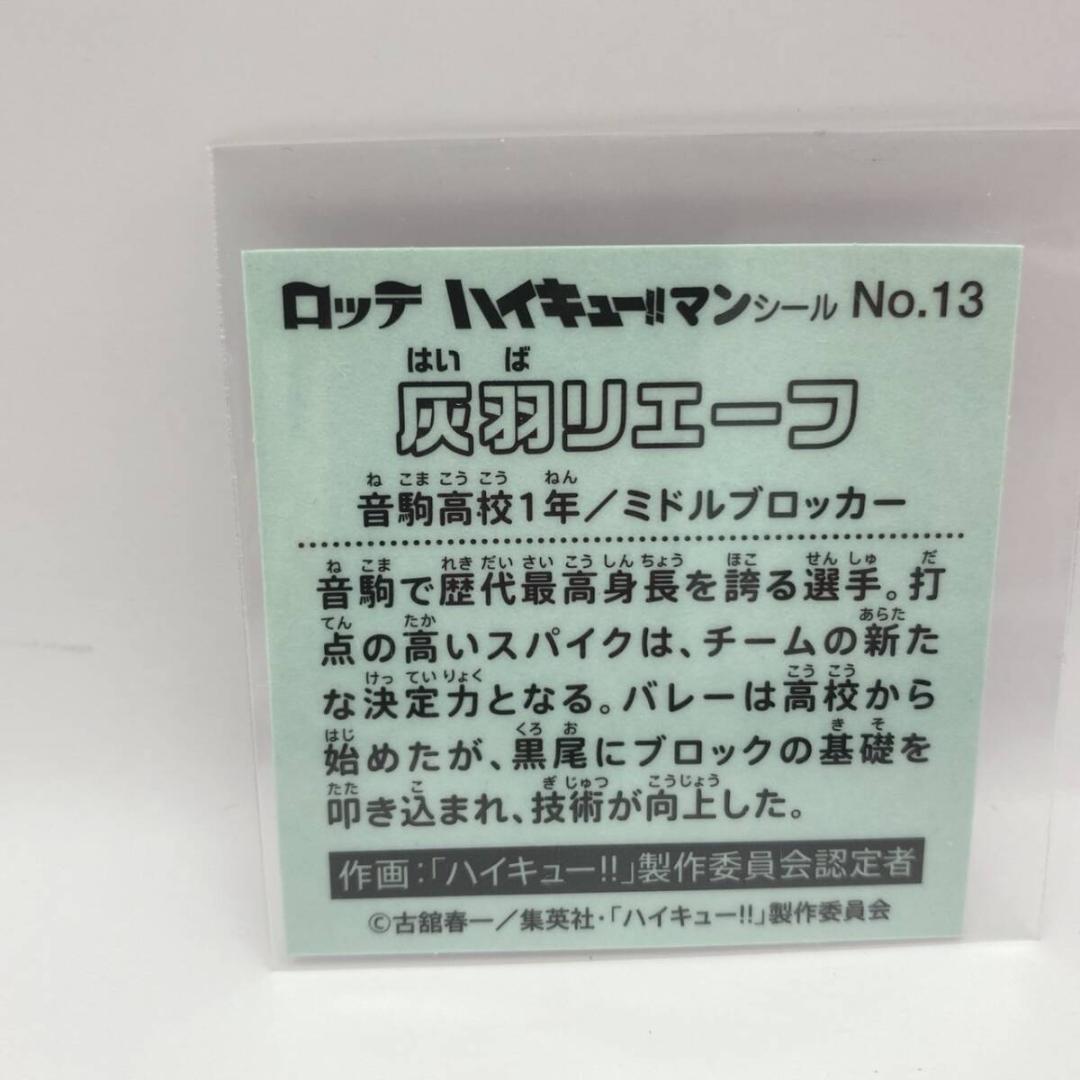 ロッテ ハイキュー!!マンシール No.13
はい ば
灰羽リエーフ
ね こま こう こう ねん
音駒高校1年／ミドルブロッカー
ね こま れき だい さい こう しん ちょう ほこ せん しゅ だ
音駒で歴代最高身長を誇る選手。打
てん たか あらた
点の高いスパイクは、チームの新た
けっ てい りょく こう こう
な決定力となる。バレーは高校から
はじ くろ お き そ
始めたが、黒尾にブロックの基礎を
たた こ ぎ じゅつ こうじょう
叩き込まれ、技術が向上した。
作画：「ハイキュー!!」製作委員会認定者
©古舘春一／集英社・「ハイキュー!!」製作委員会